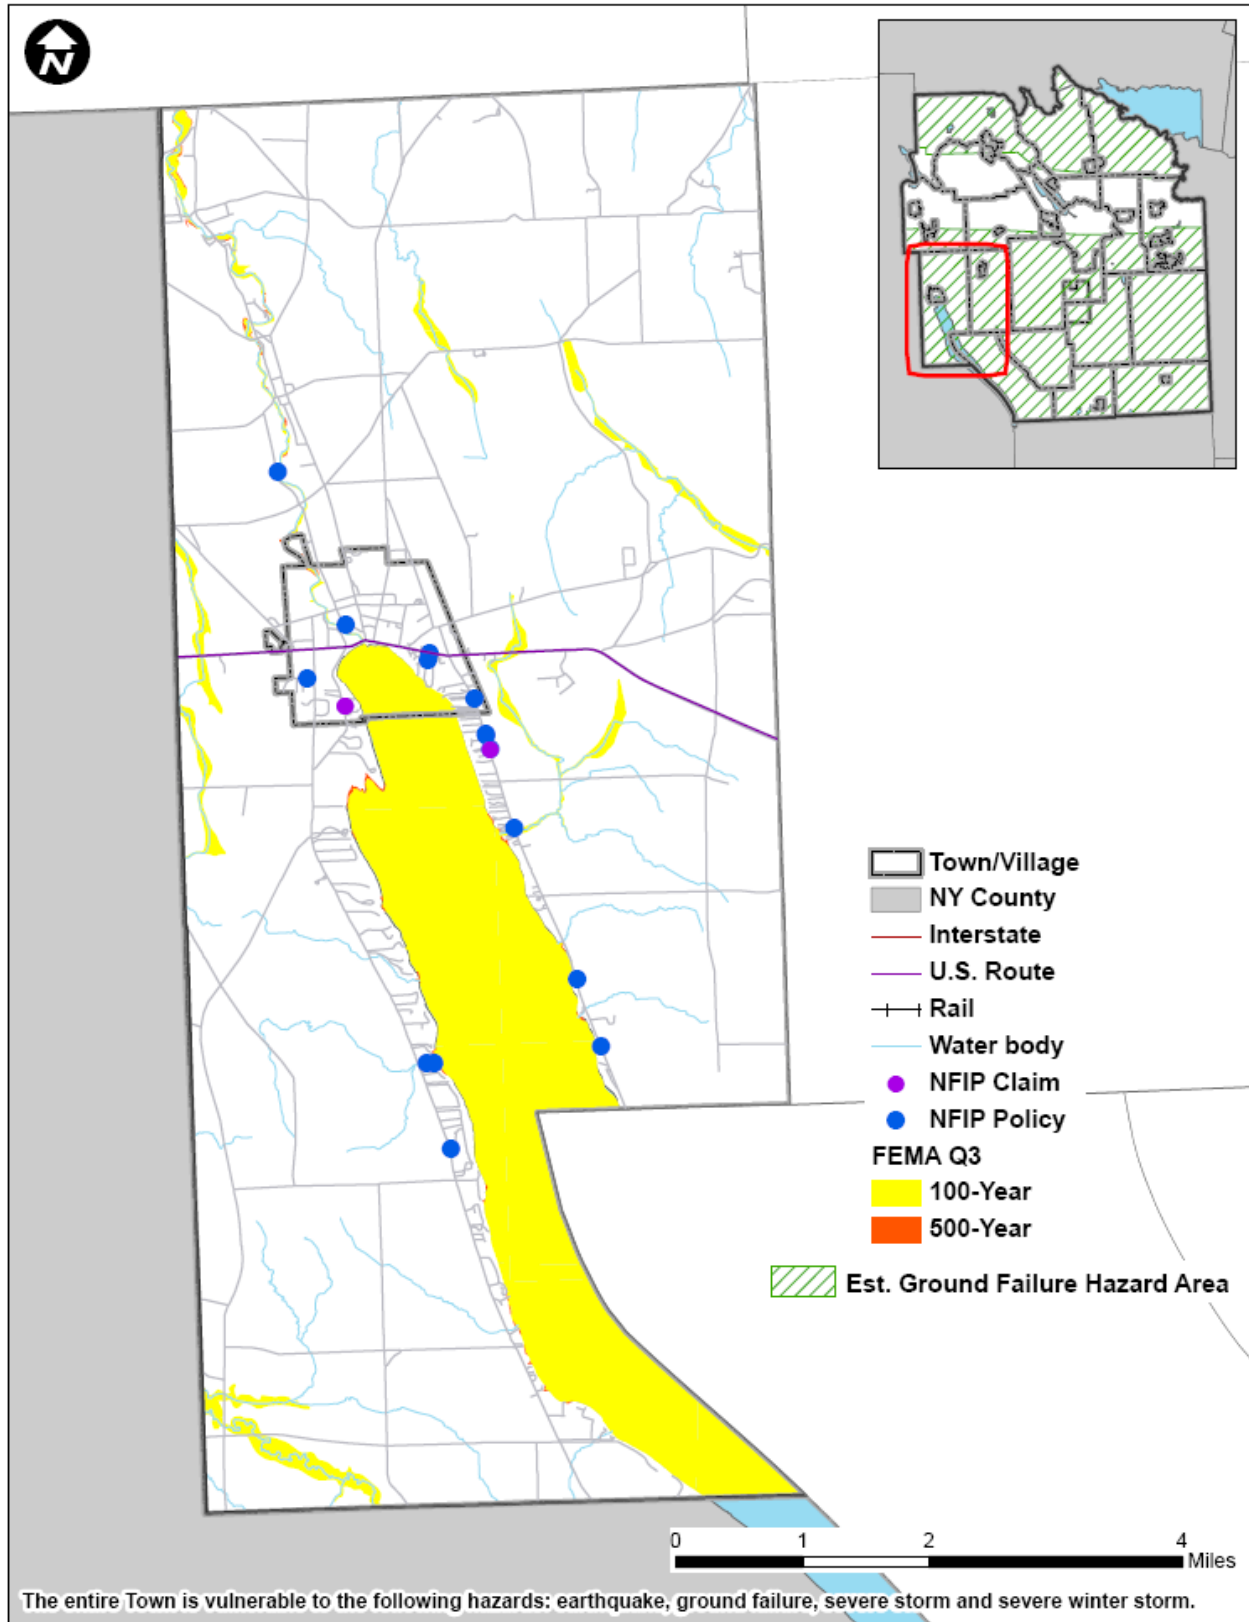 N
Town/Village
NY County
Interstate
U.S. Route
Rail
Water body
NFIP Claim
NFIP Policy
FEMA Q3
100-Year
500-Year
Est. Ground Failure Hazard Area
0 1 2 4
Miles
The entire Town is vulnerable to the following hazards: earthquake, ground failure, severe storm and severe winter storm.